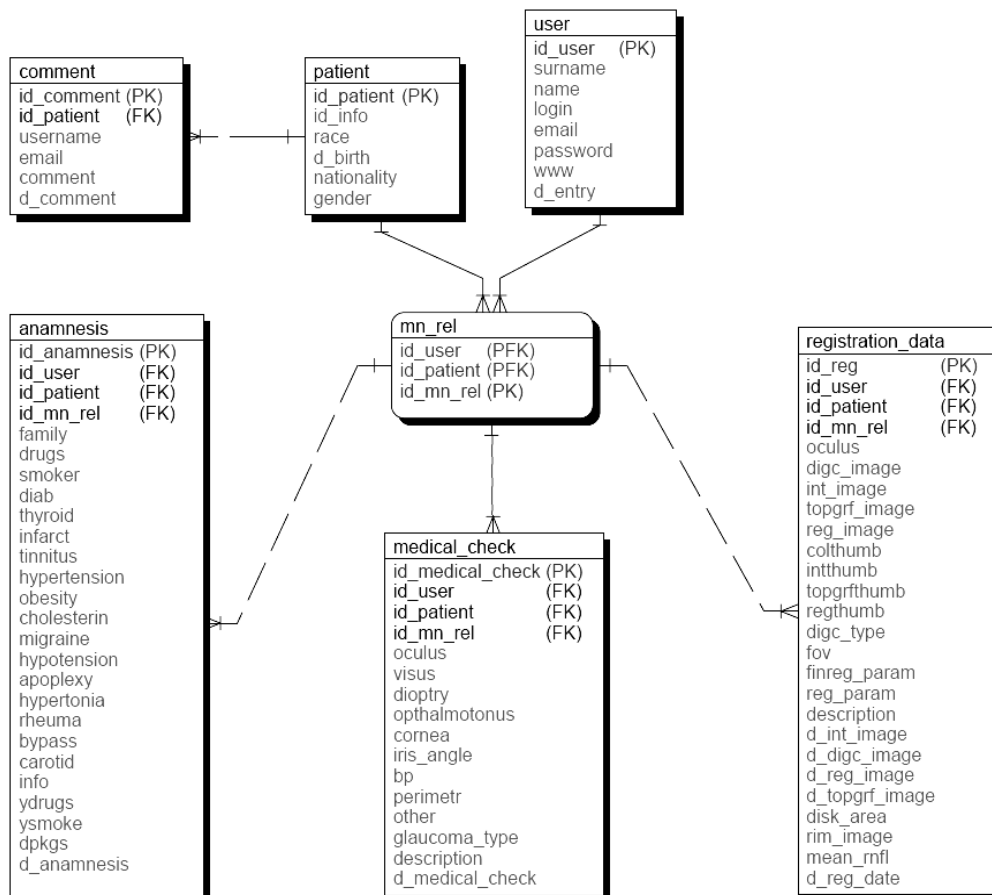 comment
id_comment (PK)
id_patient (FK)
username
email
comment
d_comment
patient
id_patient (PK)
id_info
race
d_birth
nationality
gender
user
id_user (PK)
surname
name
login
email
password
www
d_entry
anamnesis
id_anamnesis (PK)
id_user (FK)
id_patient (FK)
id_mn_rel (FK)
family
drugs
smoker
diab
thyroid
infarct
tinnitus
hypertension
obesity
cholesterin
migraine
hypotension
apoplexy
hypertonia
rheuma
bypass
carotid
info
ydrugs
ysmoke
dpkgs
d_anamnesis
mn_rel
id_user (PFK)
id_patient (PFK)
id_mn_rel (PK)
medical_check
id_medical_check (PK)
id_user (FK)
id_patient (FK)
id_mn_rel (FK)
oculus
visus
dioptry
opthalmotonus
cornea
iris_angle
bp
perimetr
other
glaucoma_type
description
d_medical_check
registration_data
id_reg (PK)
id_user (FK)
id_patient (FK)
id_mn_rel (FK)
oculus
digc_image
int_image
topgrf_image
reg_image
colthumb
intthumb
topgrfthumb
regthumb
digc_type
fov
finreg_param
reg_param
description
d_int_image
d_digc_image
d_reg_image
d_topgrf_image
disk_area
rim_image
mean_rnfl
d_reg_date